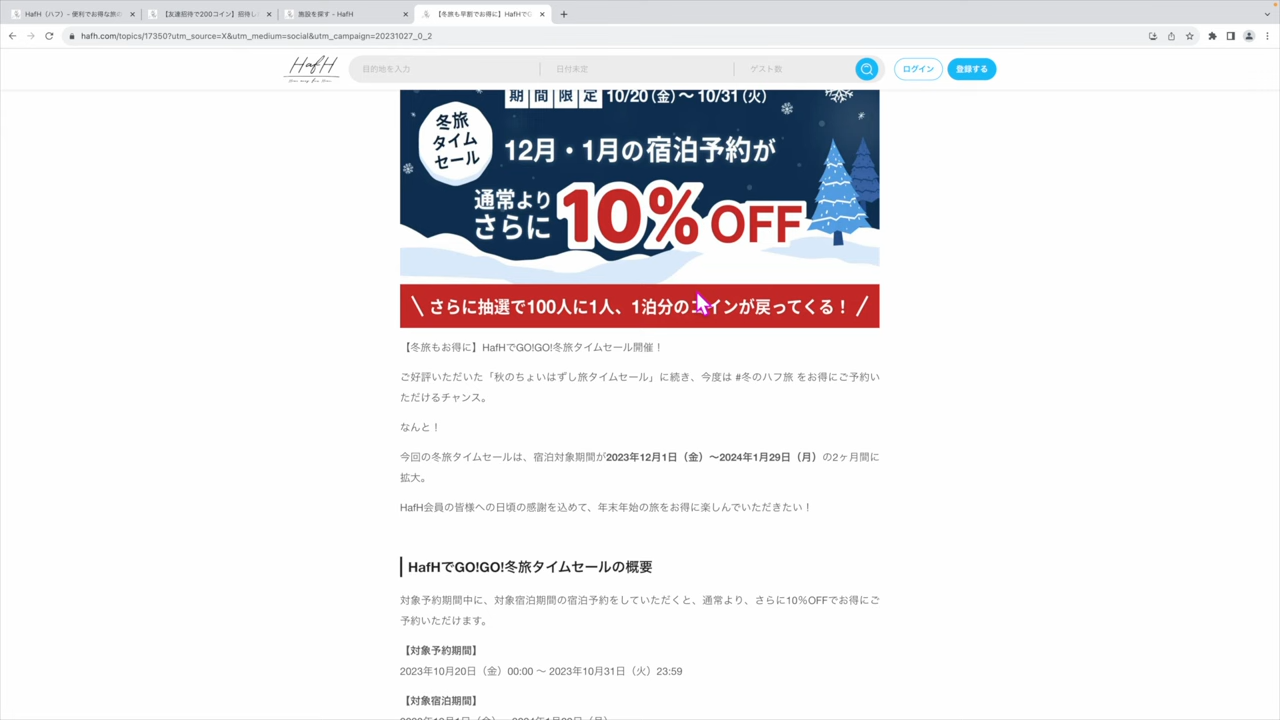 HafH（ハフ）- 便利でお得な旅の
【友達招待で200コイン】招待し
施設を探す - HafH
【冬旅も早割でお得に】HafHで
hafh.com/topics/17350?utm_source=X&utm_medium=social&utm_campaign=20231027_0_2
HafH
目的地を入力
日付未定
ゲスト数
ログイン
登録する
期間限定 10/20（金）〜10/31（火）
冬旅
タイム
セール
12月・1月の宿泊予約が
通常より
さらに
10% OFF
\ さらに抽選で100人に1人、1泊分のコインが戻ってくる！ /
【冬旅もお得に】HafHでGO!GO!冬旅タイムセール開催！
ご好評いただいた「秋のちょいはずし旅タイムセール」に続き、今度は #冬のハフ旅 をお得にご予約い
ただけるチャンス。
なんと！
今回の冬旅タイムセールは、宿泊対象期間が2023年12月1日（金）〜2024年1月29日（月）の2ヶ月間に
拡大。
HafH会員の皆様への日頃の感謝を込めて、年末年始の旅をお得に楽しんでいただきたい！
HafHでGO!GO!冬旅タイムセールの概要
対象予約期間中に、対象宿泊期間の宿泊予約をしていただくと、通常より、さらに10％OFFでお得にご
予約いただけます。
【対象予約期間】
2023年10月20日（金）00:00 〜 2023年10月31日（火）23:59
【対象宿泊期間】